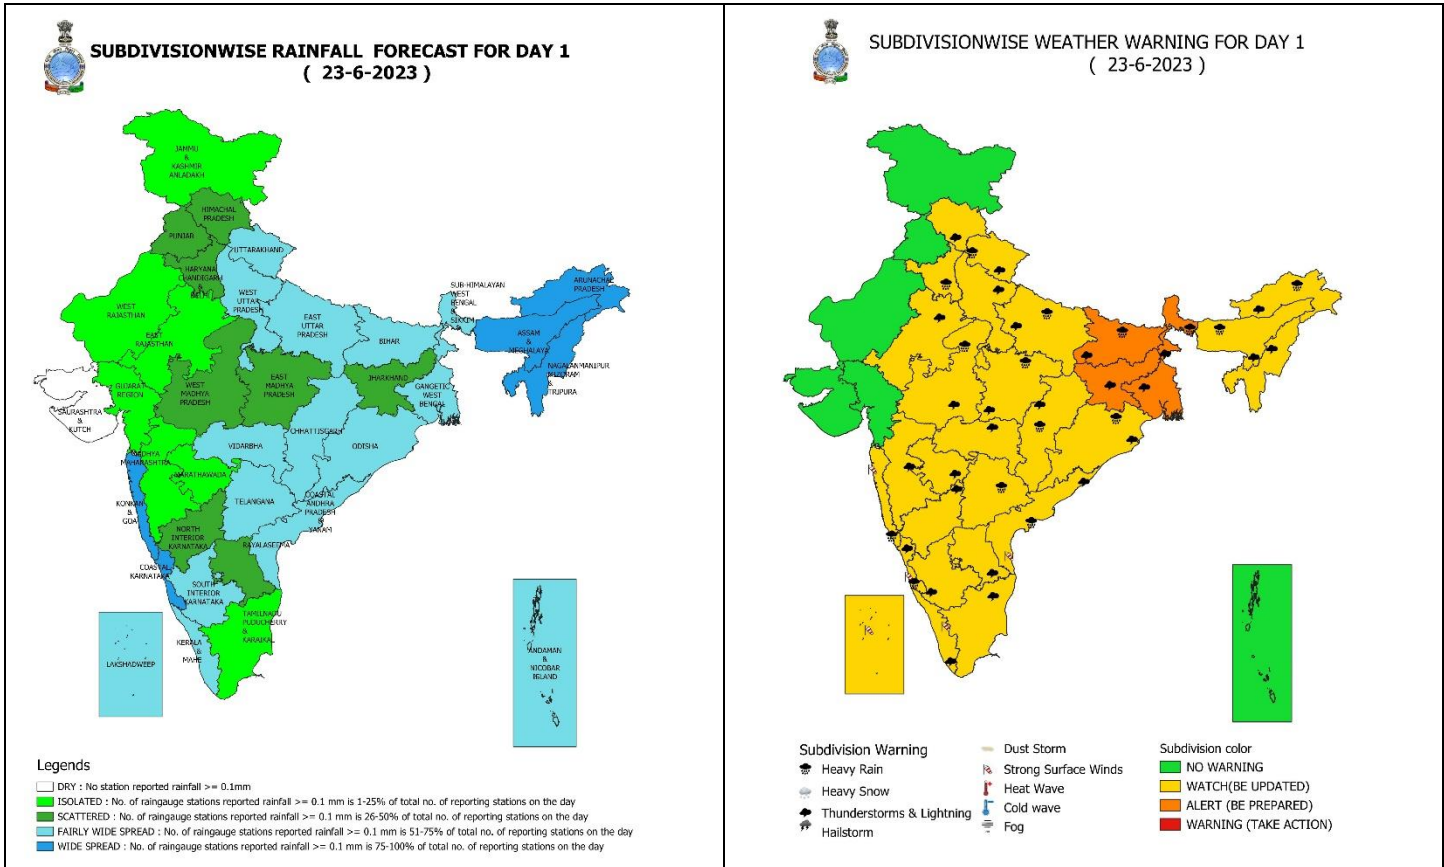 SUBDIVISIONWISE RAINFALL FORECAST FOR DAY 1
( 23-6-2023 )
JAMMU
&
KASHMIR
ANLADAKH
HIMACHAL
PRADESH
PUNJAB
UTTARAKHAND
HARYANA
CHANDIGARH
&
DELHI
WEST
UTTAR
PRADESH
SUB-HIMALAYAN
WEST
BENGAL
&
SIKKIM
ARUNACHAL
PRADESH
WEST
RAJASTHAN
EAST
RAJASTHAN
EAST
UTTAR
PRADESH
BIHAR
ASSAM
&
MEGHALAYA
NAGALANMANIPUR
MIZORAM
&
TRIPURA
GUJARAT
REGION
WEST
MADHYA
PRADESH
EAST
MADHYA
PRADESH
JHARKHAND
GANGETIC
WEST
BENGAL
SAURASHTRA
&
KUTCH
CHHATTISGARH
VIDARBHA
ODISHA
MADHYA
MAHARASHTRA
MARATHAWADA
TELANGANA
COASTAL
ANDHRA
PRADESH
&
YANAM
KONKAN
&
GOA
NORTH
INTERIOR
KARNATAKA
RAYALASEEMA
COASTAL
KARNATAKA
SOUTH
INTERIOR
KARNATAKA
TAMILNADU
PUDUCHERRY
&
KARAIKAL
KERALA
&
MAHE
LAKSHADWEEP
ANDAMAN
&
NICOBAR
ISLAND
Legends
DRY : No station reported rainfall >= 0.1mm
ISOLATED : No. of raingauge stations reported rainfall >= 0.1 mm is 1-25% of total no. of reporting stations on the day
SCATTERED : No. of raingauge stations reported rainfall >= 0.1 mm is 26-50% of total no. of reporting stations on the day
FAIRLY WIDE SPREAD : No. of raingauge stations reported rainfall >= 0.1 mm is 51-75% of total no. of reporting stations on the day
WIDE SPREAD : No. of raingauge stations reported rainfall >= 0.1 mm is 75-100% of total no. of reporting stations on the day
SUBDIVISIONWISE WEATHER WARNING FOR DAY 1
( 23-6-2023 )
Subdivision Warning
Heavy Rain
Heavy Snow
Thunderstorms & Lightning
Hailstorm
Dust Storm
Strong Surface Winds
Heat Wave
Cold wave
Fog
Subdivision color
NO WARNING
WATCH(BE UPDATED)
ALERT (BE PREPARED)
WARNING (TAKE ACTION)